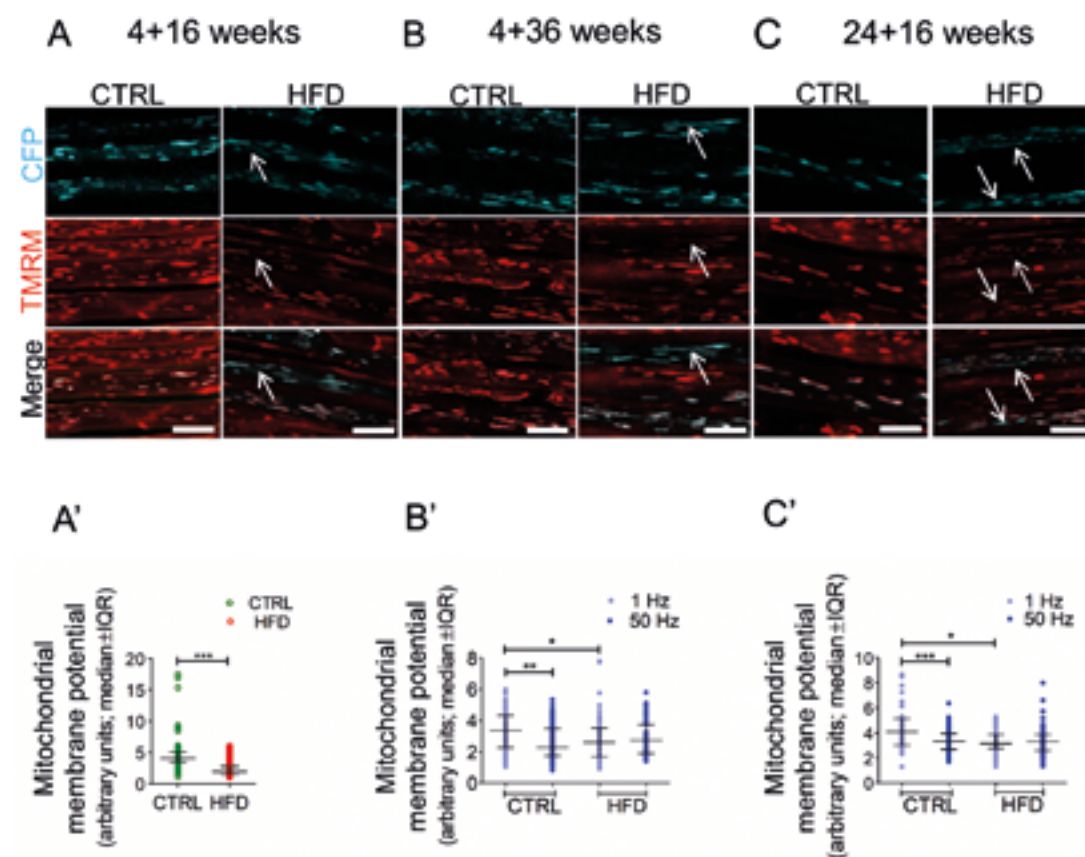 A 4+16 weeks B 4+36 weeks C 24+16 weeks
CTRL HFD CTRL HFD CTRL HFD
CFP
TMRM
Merge
A'
Mitochondrial
membrane potential
(arbitrary units; median±IQR)
CTRL
HFD
***
20
15
10
5
0
CTRL HFD
B'
Mitochondrial
membrane potential
(arbitrary units; median±IQR)
1 Hz
50 Hz
*
**
8
6
4
2
0
CTRL HFD
C'
Mitochondrial
membrane potential
(arbitrary units; median±IQR)
1 Hz
50 Hz
*
***
10
8
6
4
2
0
CTRL HFD